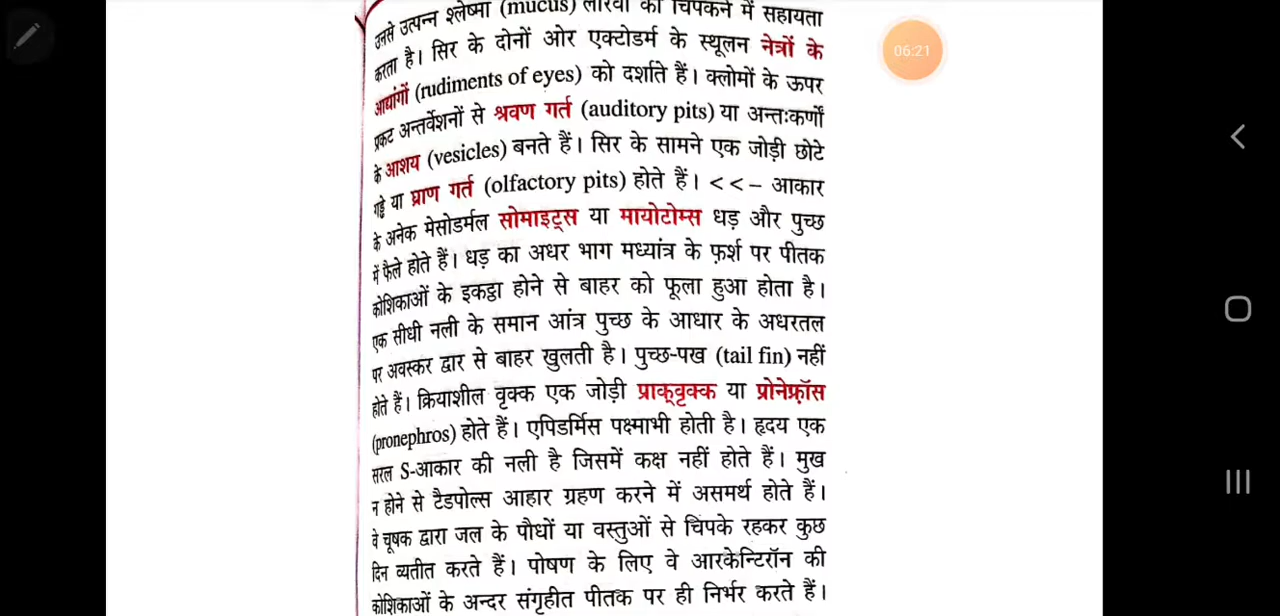 उनसे उत्पन्न श्लेष्मा (mucus) लारवा को चिपकने में सहायता
करता है। सिर के दोनों ओर एक्टोडर्म के स्थूलन नेत्रों के
आद्यांगों (rudiments of eyes) को दर्शाते हैं। क्लोमों के ऊपर
प्रकट अन्तर्वेशनों से श्रवण गर्त (auditory pits) या अन्तःकर्णों
के आशय (vesicles) बनते हैं। सिर के सामने एक जोड़ी छोटे
गड्ढे या घ्राण गर्त (olfactory pits) होते हैं। < < – आकार
के अनेक मेसोडर्मल सोमाइट्स या मायोटोम्स धड़ और पुच्छ
में फैले होते हैं। धड़ का अधर भाग मध्यांत्र के फ़र्श पर पीतक
कोशिकाओं के इकट्ठा होने से बाहर को फूला हुआ होता है।
एक सीधी नली के समान आंत्र पुच्छ के आधार के अधरतल
पर अवस्कर द्वार से बाहर खुलती है। पुच्छ-पख (tail fin) नहीं
होते हैं। क्रियाशील वृक्क एक जोड़ी प्राक्वृक्क या प्रोनेफ्रॉस
(pronephros) होते हैं। एपिडर्मिस पक्ष्माभी होती है। हृदय एक
सरल S-आकार की नली है जिसमें कक्ष नहीं होते हैं। मुख
न होने से टैडपोल्स आहार ग्रहण करने में असमर्थ होते हैं।
वे चूषक द्वारा जल के पौधों या वस्तुओं से चिपके रहकर कुछ
दिन व्यतीत करते हैं। पोषण के लिए वे आरकेन्टिरॉन की
कोशिकाओं के अन्दर संगृहीत पीतक पर ही निर्भर करते हैं।
06:21